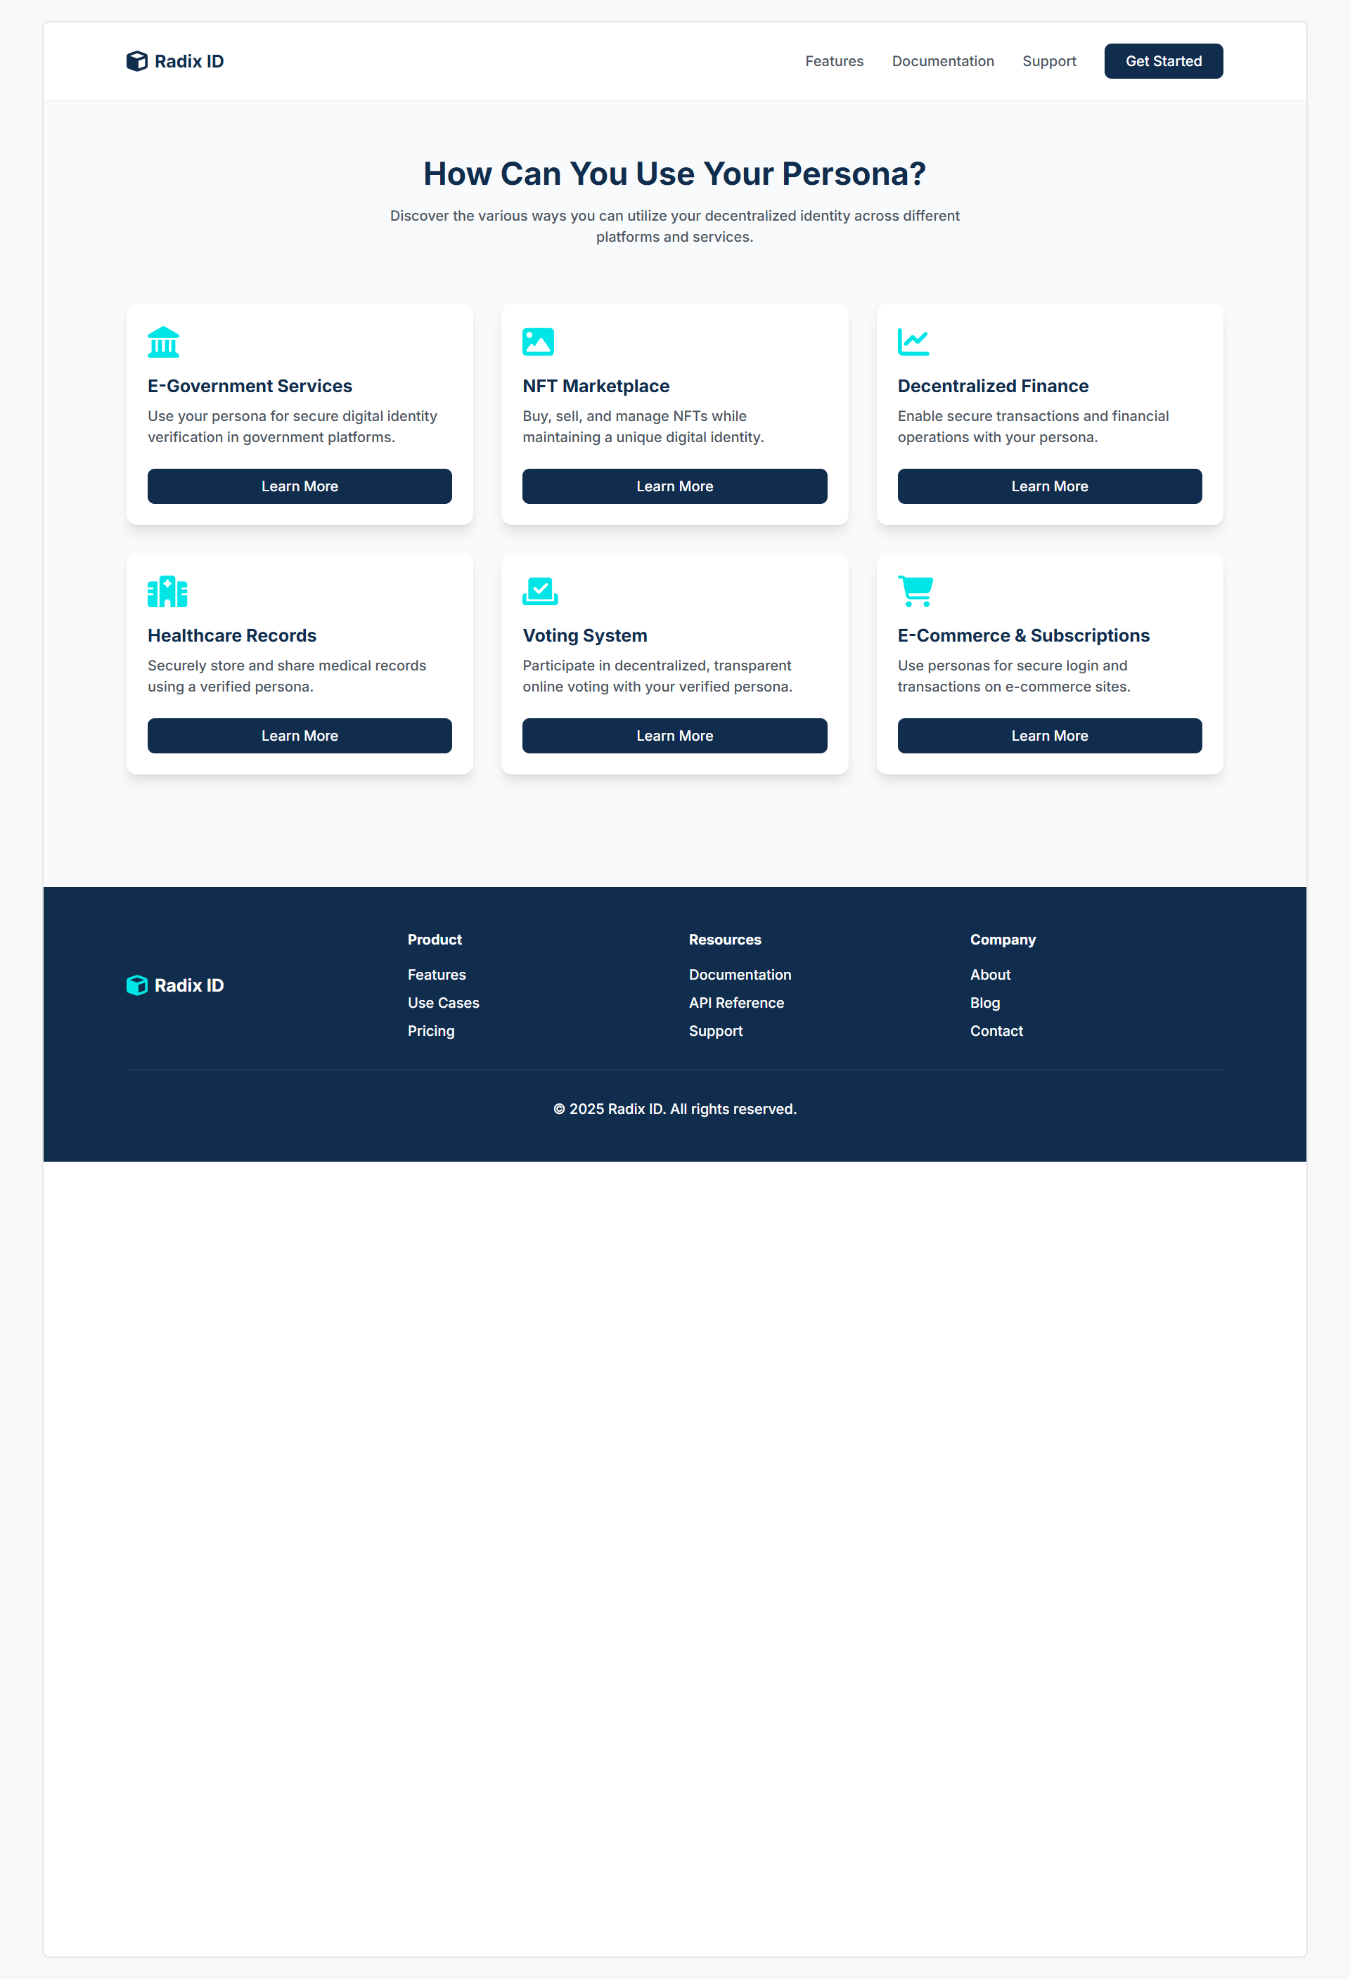 Radix ID
Features
Documentation
Support
Get Started
How Can You Use Your Persona?
Discover the various ways you can utilize your decentralized identity across different
platforms and services.
E-Government Services
Use your persona for secure digital identity
verification in government platforms.
Learn More
NFT Marketplace
Buy, sell, and manage NFTs while
maintaining a unique digital identity.
Learn More
Decentralized Finance
Enable secure transactions and financial
operations with your persona.
Learn More
Healthcare Records
Securely store and share medical records
using a verified persona.
Learn More
Voting System
Participate in decentralized, transparent
online voting with your verified persona.
Learn More
E-Commerce & Subscriptions
Use personas for secure login and
transactions on e-commerce sites.
Learn More
Radix ID
Product
Features
Use Cases
Pricing
Resources
Documentation
API Reference
Support
Company
About
Blog
Contact
© 2025 Radix ID. All rights reserved.